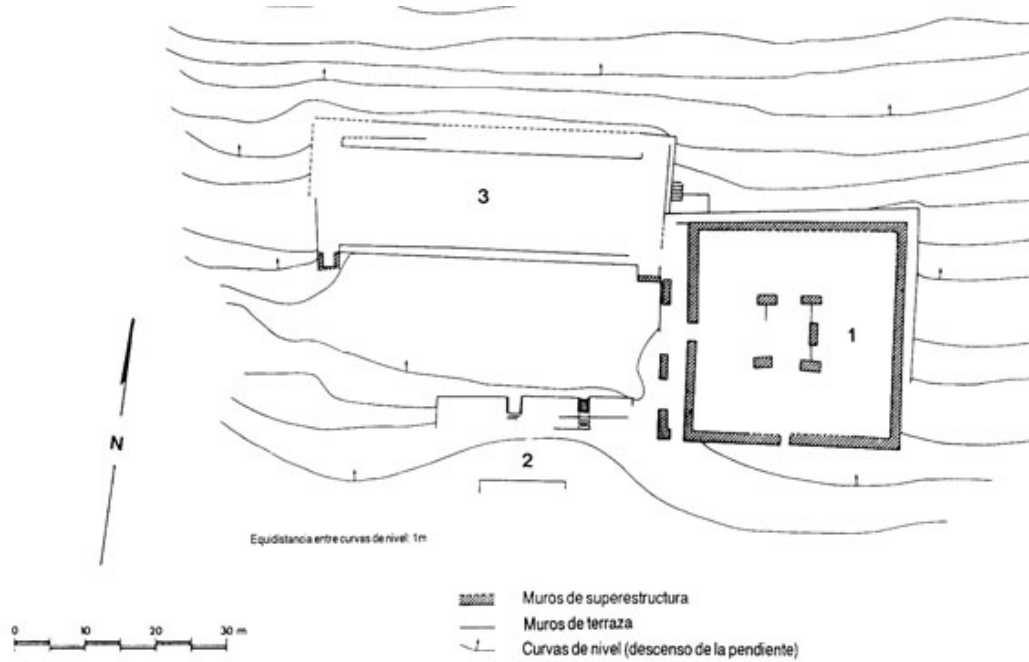 3
1
2
N
Equidistancia entre curvas de nivel: 1m
Muros de superestructura
Muros de terraza
Curvas de nivel (descenso de la pendiente)
0 10 20 30 m